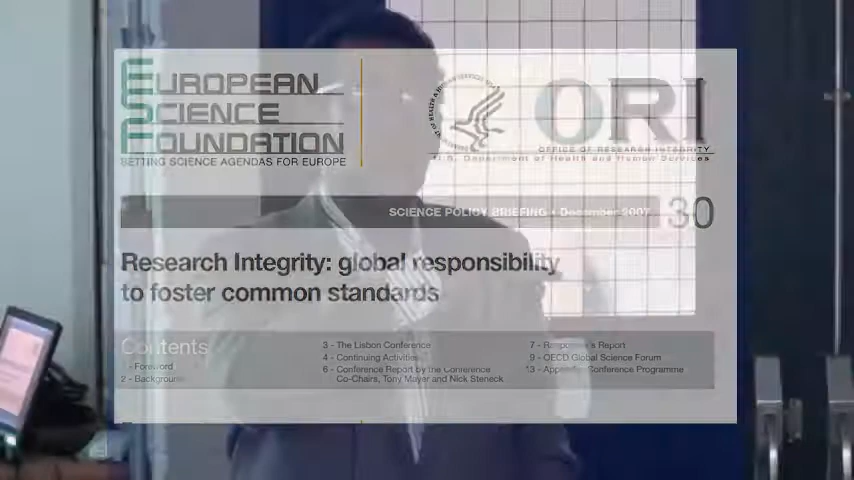 EUROPEAN
SCIENCE
FOUNDATION
SETTING SCIENCE AGENDAS FOR EUROPE
ORI
OFFICE OF RESEARCH INTEGRITY
U.S. Department of Health and Human Services
SCIENCE POLICY BRIEFING • December 2007 30
Research Integrity: global responsibility
to foster common standards
Contents
1 - Foreword
2 - Background
3 - The Lisbon Conference
4 - Continuing Activities
6 - Conference Report by the Conference
Co-Chairs, Tony Mayer and Nick Steneck
7 - Report
9 - OECD Global Science Forum
13 - Conference Programme